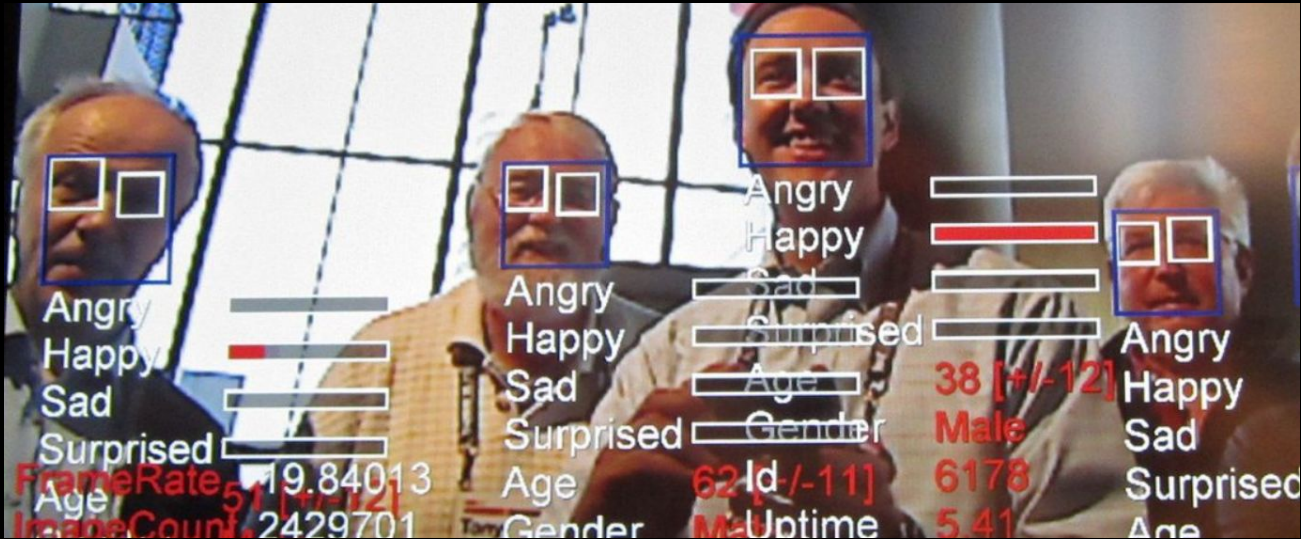 Angry
Happy
Sad
Surprised
FrameRate 19.84013
Age 51 [+/-12]
ImageCount 2429701
Angry
Happy
Sad
Surprised
Age 62 [+/-11]
Gender Male
Tony
Angry
Happy
Sad
Surprised
Age 38 [+/-12]
Gender Male
Id 6178
Uptime 5.41
Angry
Happy
Sad
Surprised
Age